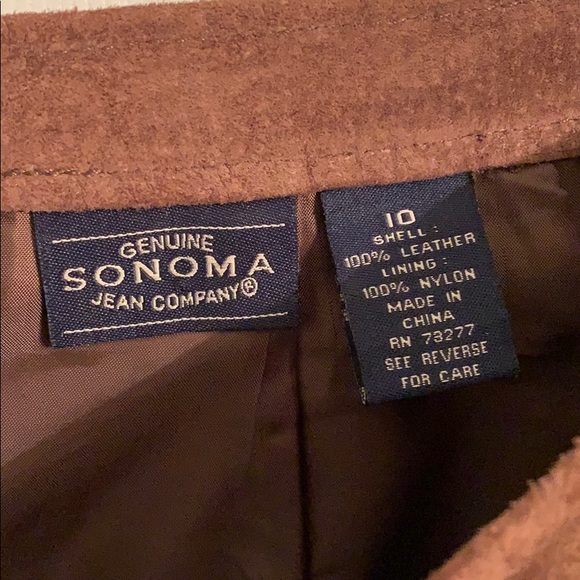 GENUINE
SONOMA
JEAN COMPANY®
10
SHELL:
100% LEATHER
LINING:
100% NYLON
MADE IN
CHINA
RN 73277
SEE REVERSE
FOR CARE